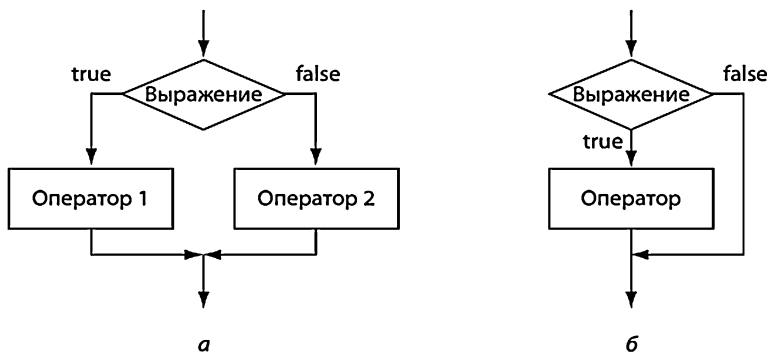 true
false
Выражение
Оператор 1
Оператор 2
а
false
Выражение
true
Оператор
б